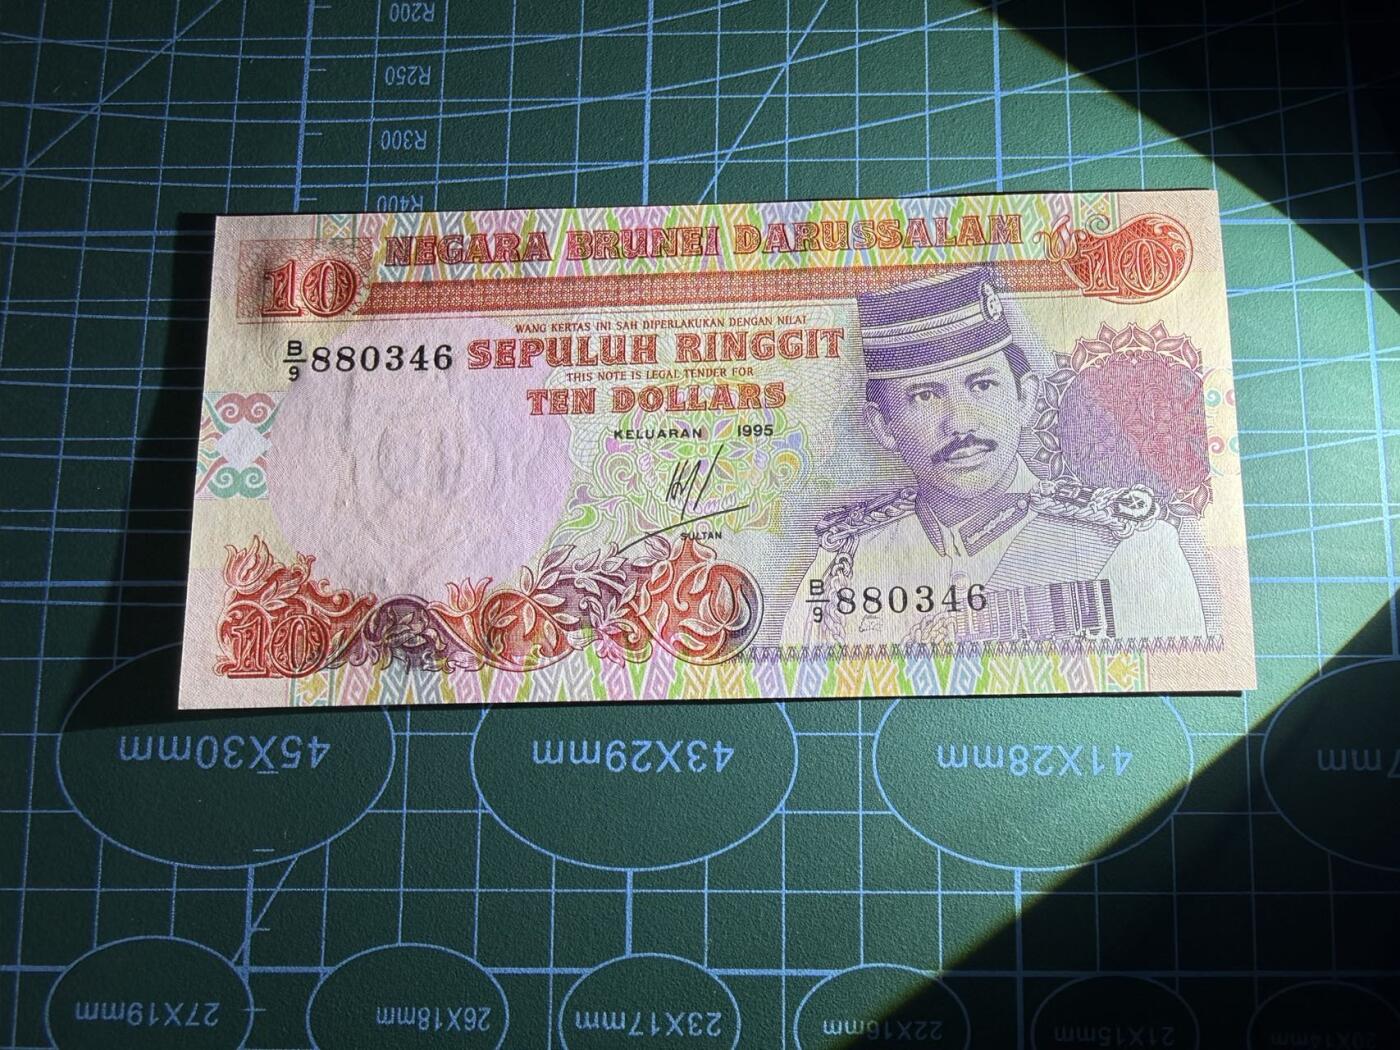 R200
R250
R300
R400
10 NEGARA BRUNEI DARUSSALAM 10
WANG KERTAS INI SAH DIPERLAKUKAN DENGAN NILAI
B/9 880346 SEPULUH RINGGIT
THIS NOTE IS LEGAL TENDER FOR
TEN DOLLARS
KELUARAN 1995
SULTAN
B/9 880346
10
45X30mm 43X29mm 41X28mm 7mm
27X19mm 26X18mm 23X17mm 22X16mm 21X15mm 20X14mm